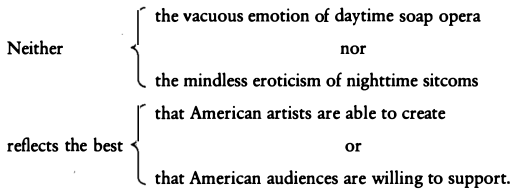 the vacuous emotion of daytime soap opera
Neither nor
the mindless eroticism of nighttime sitcoms
that American artists are able to create
reflects the best or
that American audiences are willing to support.